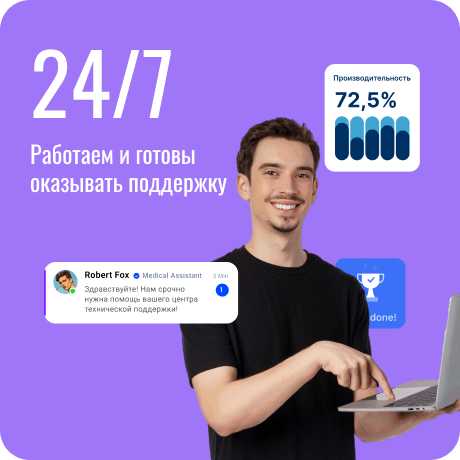 24/7
Работаем и готовы
оказывать поддержку
Производительность
72,5%
Robert Fox Medical Assistant 3 Min
Здравствуйте! Нам срочно
нужна помощь вашего центра
технической поддержки!
1
done!